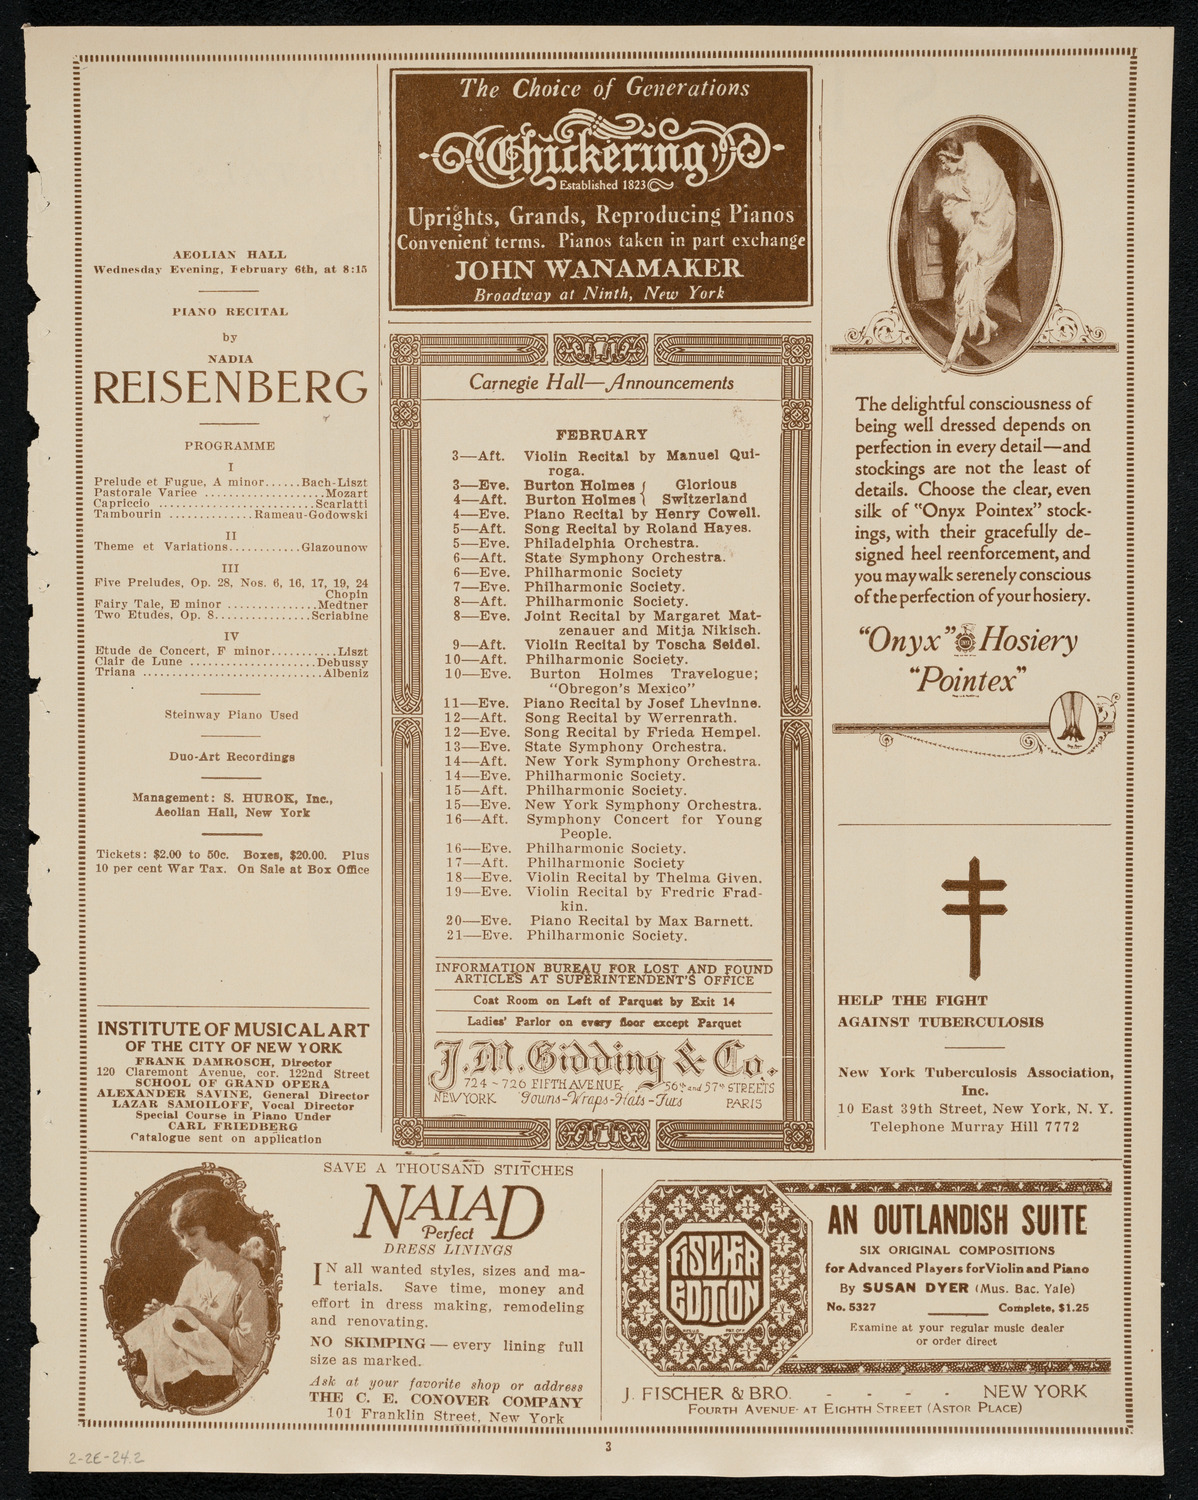 AEOLIAN HALL
Wednesday Evening, February 6th, at 8:15
PIANO RECITAL
by
NADIA
REISENBERG
PROGRAMME
I
Prelude et Fugue, A minor......Bach-Liszt
Pastorale Variee ....................Mozart
Capriccio ..........................Scarlatti
Tambourin ..............Rameau-Godowski
II
Theme et Variations............Glazounow
III
Five Preludes, Op. 28, Nos. 6, 16, 17, 19, 24
Chopin
Fairy Tale, E minor ...............Medtner
Two Etudes, Op. 8................Scriabine
IV
Etude de Concert, F minor...........Liszt
Clair de Lune .....................Debussy
Triana ..............................Albeniz
Steinway Piano Used
Duo-Art Recordings
Management: S. HUROK, Inc.,
Aeolian Hall, New York
Tickets: $2.00 to 50c. Boxes, $20.00. Plus
10 per cent War Tax. On Sale at Box Office
INSTITUTE OF MUSICAL ART
OF THE CITY OF NEW YORK
FRANK DAMROSCH, Director
120 Claremont Avenue, cor. 122nd Street
SCHOOL OF GRAND OPERA
ALEXANDER SAVINE, General Director
LAZAR SAMOILOFF, Vocal Director
Special Course in Piano Under
CARL FRIEDBERG
Catalogue sent on application
The Choice of Generations
Chickering
Established 1823
Uprights, Grands, Reproducing Pianos
Convenient terms. Pianos taken in part exchange
JOHN WANAMAKER
Broadway at Ninth, New York
Carnegie Hall—Announcements
FEBRUARY
3—Aft. Violin Recital by Manuel Qui-
roga.
3—Eve. Burton Holmes { Glorious
4—Aft. Burton Holmes { Switzerland
4—Eve. Piano Recital by Henry Cowell.
5—Aft. Song Recital by Roland Hayes.
5—Eve. Philadelphia Orchestra.
6—Aft. State Symphony Orchestra.
6—Eve. Philharmonic Society
7—Eve. Philharmonic Society.
8—Aft. Philharmonic Society.
8—Eve. Joint Recital by Margaret Mat-
zenauer and Mitja Nikisch.
9—Aft. Violin Recital by Toscha Seidel.
10—Aft. Philharmonic Society.
10—Eve. Burton Holmes Travelogue;
"Obregon's Mexico"
11—Eve. Piano Recital by Josef Lhevinne.
12—Aft. Song Recital by Werrenrath.
12—Eve. Song Recital by Frieda Hempel.
13—Eve. State Symphony Orchestra.
14—Aft. New York Symphony Orchestra.
14—Eve. Philharmonic Society.
15—Aft. Philharmonic Society.
15—Eve. New York Symphony Orchestra.
16—Aft. Symphony Concert for Young
People.
16—Eve. Philharmonic Society.
17—Aft. Philharmonic Society
18—Eve. Violin Recital by Thelma Given.
19—Eve. Violin Recital by Fredric Frad-
kin.
20—Eve. Piano Recital by Max Barnett.
21—Eve. Philharmonic Society.
INFORMATION BUREAU FOR LOST AND FOUND
ARTICLES AT SUPERINTENDENT'S OFFICE
Coat Room on Left of Parquet by Exit 14
Ladies' Parlor on every floor except Parquet
J.M. Gidding & Co.
724-726 FIFTH AVENUE 56th and 57th STREETS
NEW YORK Gowns-Wraps-Hats-Furs PARIS
The delightful consciousness of
being well dressed depends on
perfection in every detail—and
stockings are not the least of
details. Choose the clear, even
silk of "Onyx Pointex" stock-
ings, with their gracefully de-
signed heel reenforcement, and
you may walk serenely conscious
of the perfection of your hosiery.
"Onyx" Hosiery
"Pointex"
HELP THE FIGHT
AGAINST TUBERCULOSIS
New York Tuberculosis Association,
Inc.
10 East 39th Street, New York, N. Y.
Telephone Murray Hill 7772
SAVE A THOUSAND STITCHES
NAIAD
Perfect
DRESS LININGS
IN all wanted styles, sizes and ma-
terials. Save time, money and
effort in dress making, remodeling
and renovating.
NO SKIMPING — every lining full
size as marked.
Ask at your favorite shop or address
THE C. E. CONOVER COMPANY
101 Franklin Street, New York
FISCHER
EDITION
AN OUTLANDISH SUITE
SIX ORIGINAL COMPOSITIONS
for Advanced Players for Violin and Piano
By SUSAN DYER (Mus. Bac. Yale)
No. 5327 Complete, $1.25
Examine at your regular music dealer
or order direct
J. FISCHER & BRO. - - - - NEW YORK
FOURTH AVENUE AT EIGHTH STREET (ASTOR PLACE)
3
2-2E-24.2